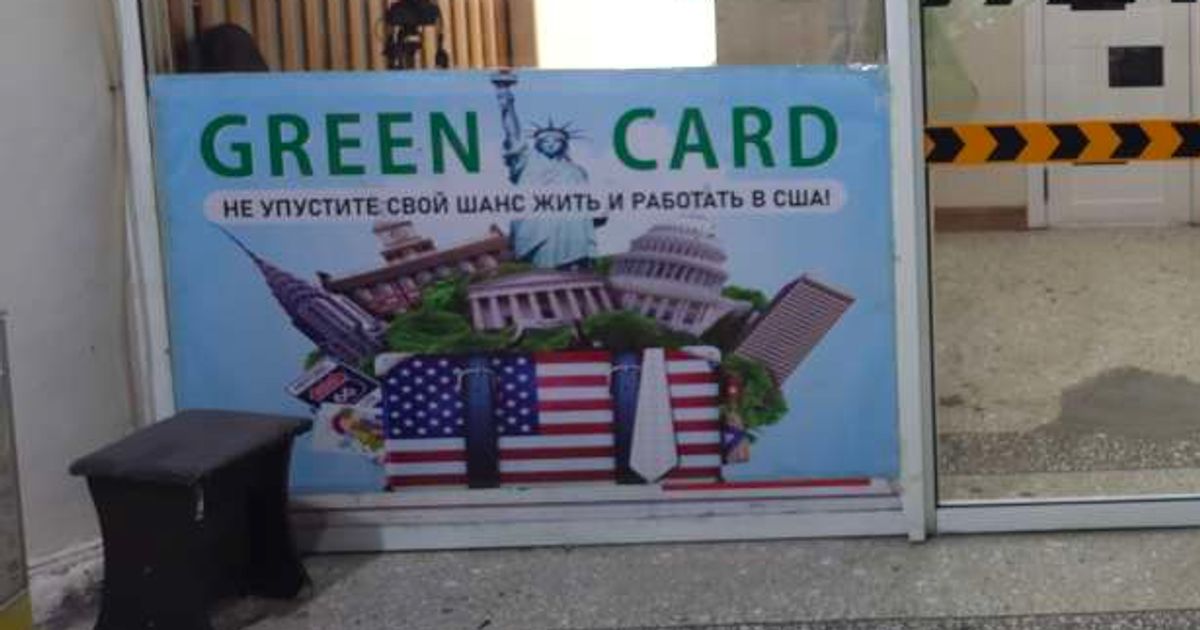 GREEN CARD
НЕ УПУСТИТЕ СВОЙ ШАНС ЖИТЬ И РАБОТАТЬ В США!